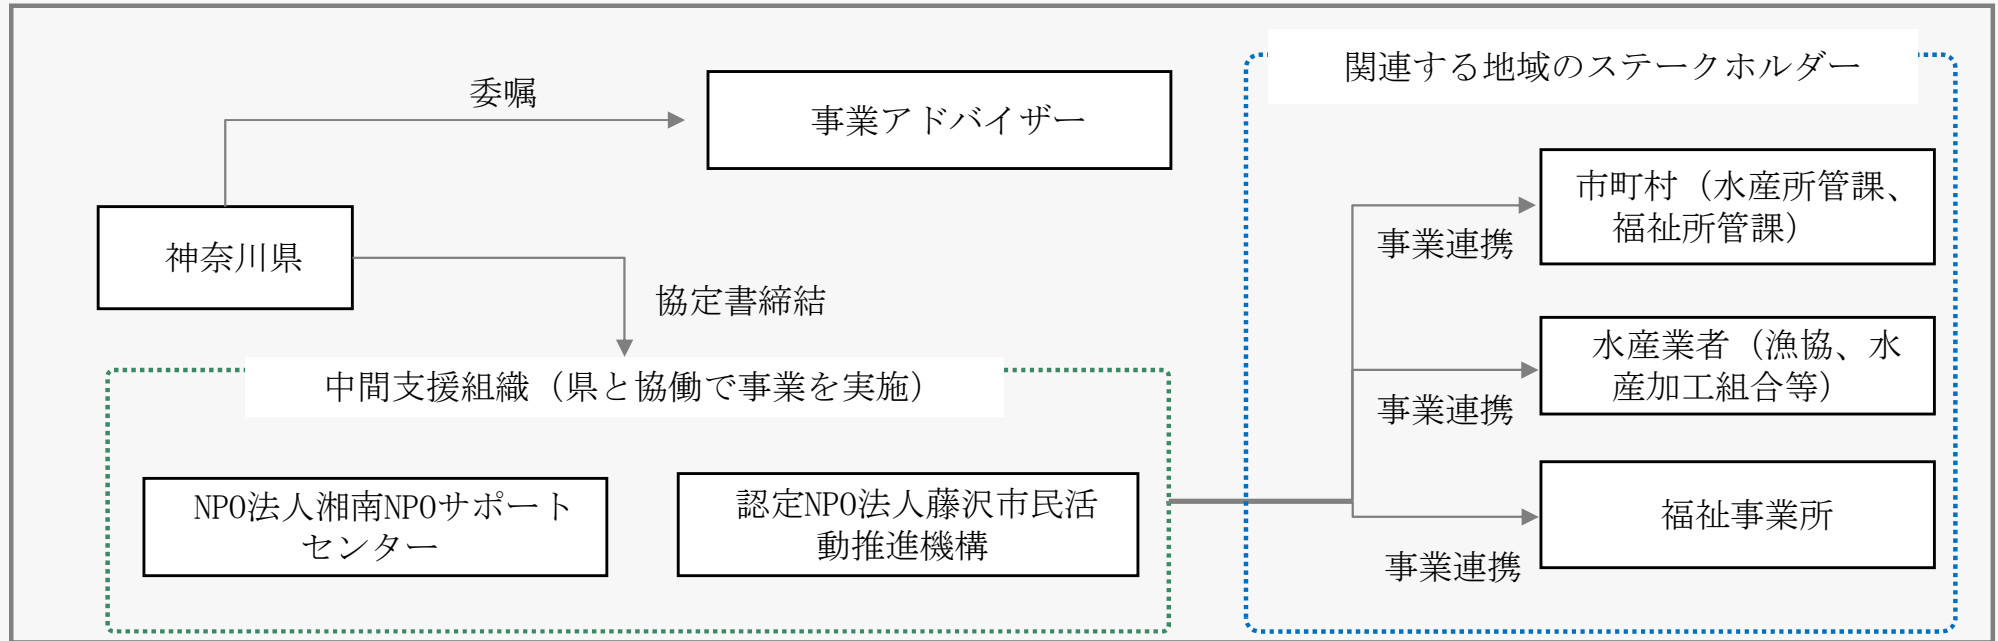 委嘱
事業アドバイザー
神奈川県
協定書締結
中間支援組織（県と協働で事業を実施）
NPO法人湘南NPOサポート
センター
認定NPO法人藤沢市民活
動推進機構
関連する地域のステークホルダー
市町村（水産所管課、
福祉所管課）
事業連携
水産業者（漁協、水
産加工組合等）
事業連携
福祉事業所
事業連携